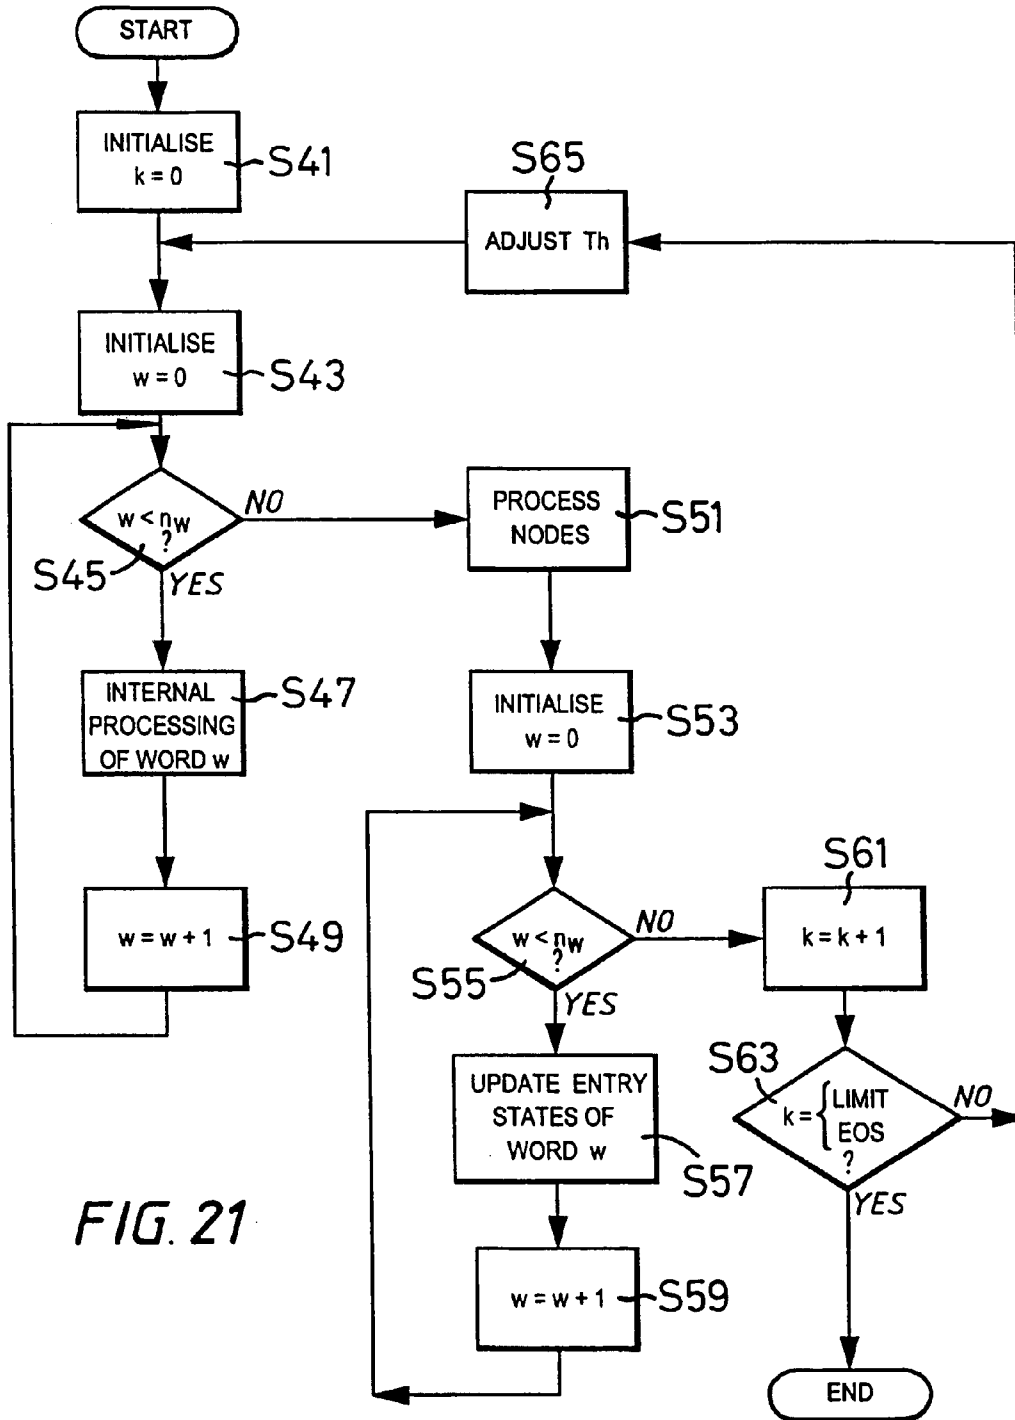 START
INITIALISE
k = 0
S41
S65
ADJUST Th
INITIALISE
w = 0
S43
w < nw
?
S45
NO
YES
PROCESS
NODES
S51
INTERNAL
PROCESSING
OF WORD w
S47
INITIALISE
w = 0
S53
w = w + 1
S49
w < nw
?
S55
NO
YES
S61
k = k + 1
UPDATE ENTRY
STATES OF
WORD w
S57
S63
k = { LIMIT
EOS
?
NO
YES
FIG. 21
w = w + 1
S59
END